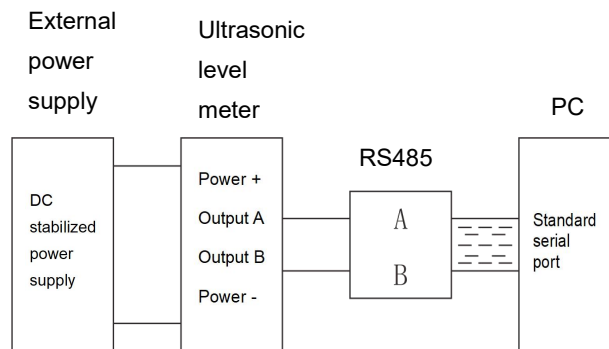 External
power
supply
Ultrasonic
level
meter
RS485
PC
DC
stabilized
power
supply
Power +
Output A
Output B
Power -
A
B
Standard
serial
port